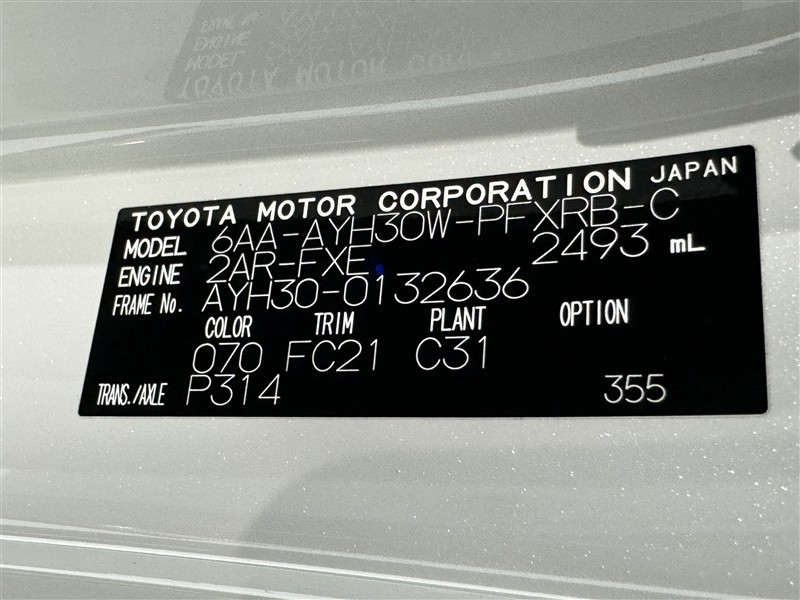 TOYOTA MOTOR CORPORATION JAPAN
MODEL 6AA-AYH30W-PFXRB-C
ENGINE 2AR-FXE 2493 mL
FRAME No. AYH30-0132636
COLOR TRIM PLANT OPTION
070 FC21 C31
TRANS./AXLE P314 355